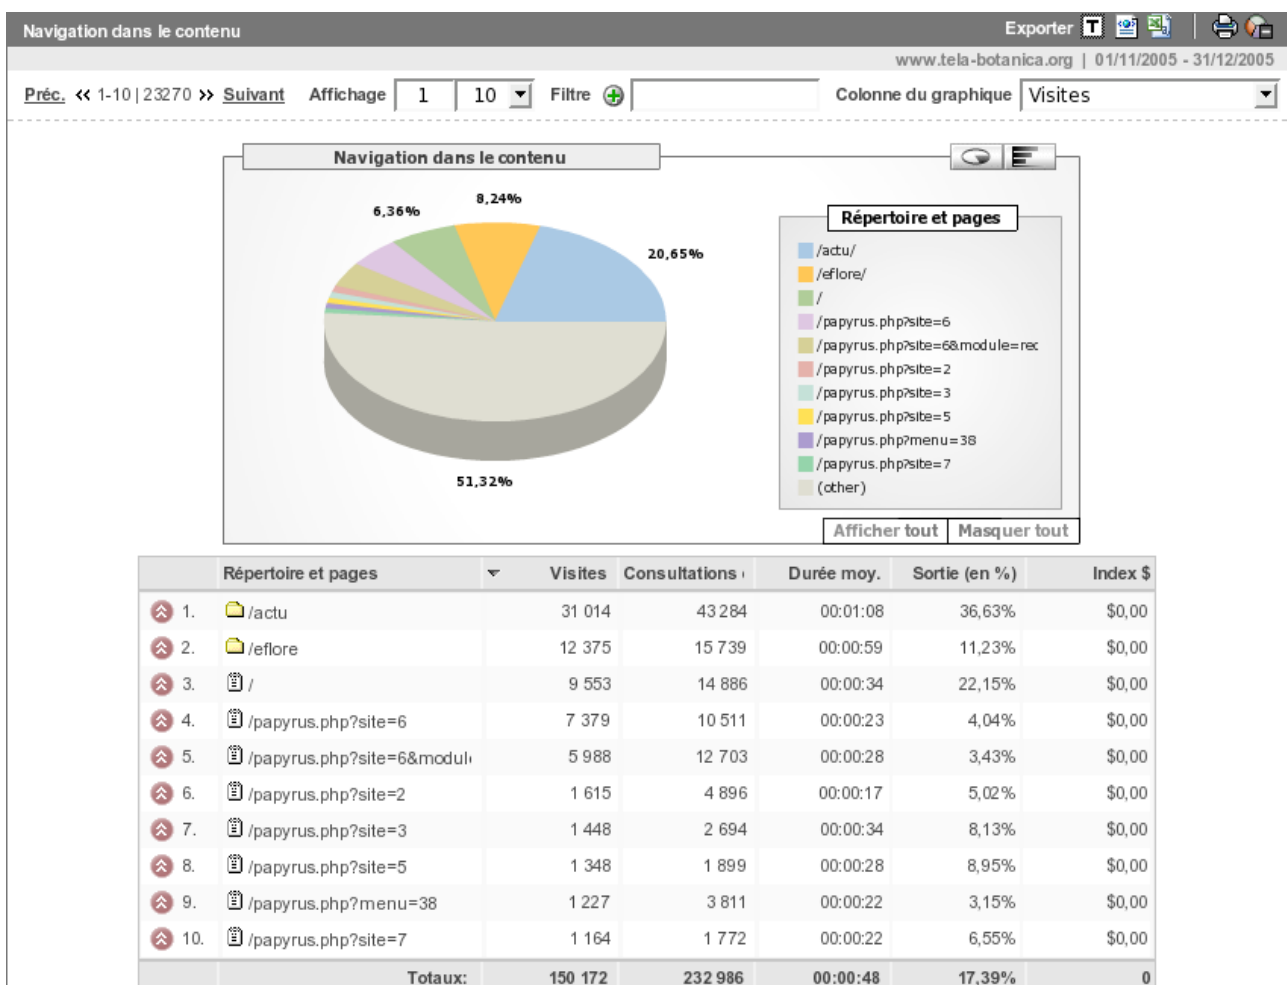 Navigation dans le contenu Exporter T
www.tela-botanica.org | 01/11/2005 - 31/12/2005
Préc. « 1-10 | 23270 » Suivant Affichage 1 10 Filtre Colonne du graphique Visites
Navigation dans le contenu
8,24%
6,36%
20,65%
51,32%
Répertoire et pages
/actu/
/eflore/
/
/papyrus.php?site=6
/papyrus.php?site=6&module=rec
/papyrus.php?site=2
/papyrus.php?site=3
/papyrus.php?site=5
/papyrus.php?menu=38
/papyrus.php?site=7
(other)
Afficher tout Masquer tout
Répertoire et pages Visites Consultations Durée moy. Sortie (en %) Index $
1. /actu 31 014 43 284 00:01:08 36,63% $0,00
2. /eflore 12 375 15 739 00:00:59 11,23% $0,00
3. / 9 553 14 886 00:00:34 22,15% $0,00
4. /papyrus.php?site=6 7 379 10 511 00:00:23 4,04% $0,00
5. /papyrus.php?site=6&modul 5 988 12 703 00:00:28 3,43% $0,00
6. /papyrus.php?site=2 1 615 4 896 00:00:17 5,02% $0,00
7. /papyrus.php?site=3 1 448 2 694 00:00:34 8,13% $0,00
8. /papyrus.php?site=5 1 348 1 899 00:00:28 8,95% $0,00
9. /papyrus.php?menu=38 1 227 3 811 00:00:22 3,15% $0,00
10. /papyrus.php?site=7 1 164 1 772 00:00:22 6,55% $0,00
Totaux: 150 172 232 986 00:00:48 17,39% 0